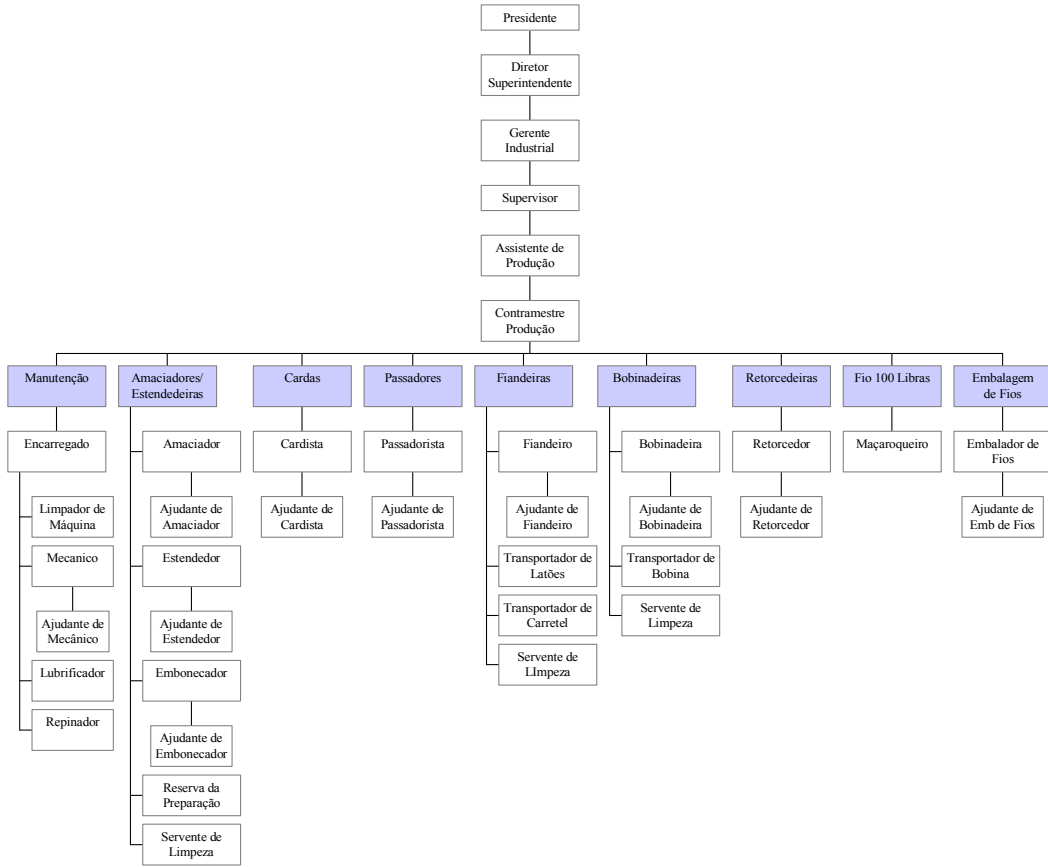 Presidente
Diretor
Superintendente
Gerente
Industrial
Supervisor
Assistente de
Produção
Contramestre
Produção
Manutenção
Encarregado
Limpador de
Máquina
Mecanico
Ajudante de
Mecânico
Lubrificador
Repinador
Amaciadores/
Estendedeiras
Amaciador
Ajudante de
Amaciador
Estendedor
Ajudante de
Estendedor
Embonecador
Ajudante de
Embonecador
Reserva da
Preparação
Servente de
Limpeza
Cardas
Cardista
Ajudante de
Cardista
Passadores
Passadorista
Ajudante de
Passadorista
Fiandeiras
Fiandeiro
Ajudante de
Fiandeiro
Transportador de
Latões
Transportador de
Carretel
Servente de
LImpeza
Bobinadeiras
Bobinadeira
Ajudante de
Bobinadeira
Transportador de
Bobina
Servente de
Limpeza
Retorcedeiras
Retorcedor
Ajudante de
Retorcedor
Fio 100 Libras
Maçaroqueiro
Embalagem
de Fios
Embalador de
Fios
Ajudante de
Emb de Fios